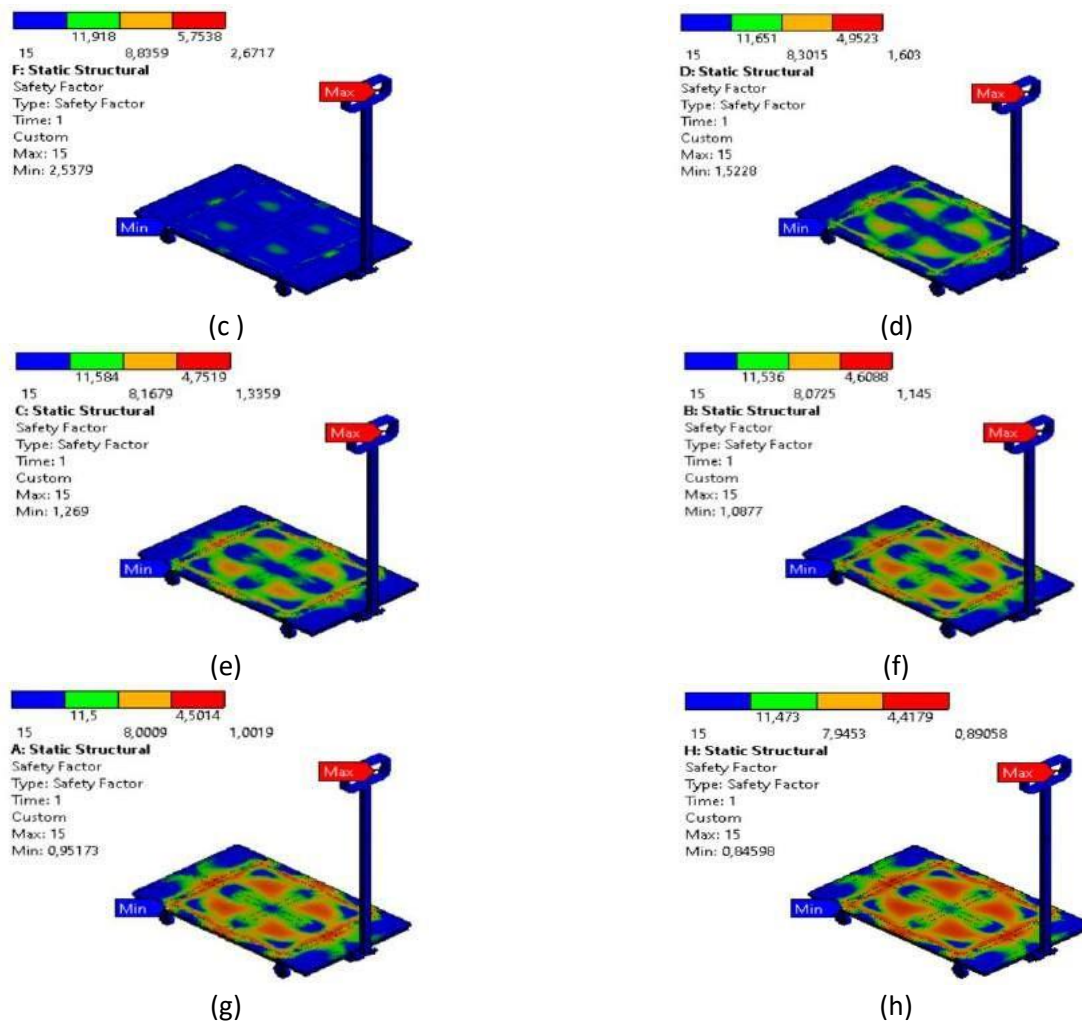 11,918 5,7538
15 8,8359 2,6717
F: Static Structural
Safety Factor
Type: Safety Factor
Time: 1
Custom
Max: 15
Min: 2,5379
Max
Min
(c )
11,651 4,9523
15 8,3015 1,603
D: Static Structural
Safety Factor
Type: Safety Factor
Time: 1
Custom
Max: 15
Min: 1,5228
Max
Min
(d)
11,584 4,7519
15 8,1679 1,3359
C: Static Structural
Safety Factor
Type: Safety Factor
Time: 1
Custom
Max: 15
Min: 1,269
Max
Min
(e)
11,536 4,6088
15 8,0725 1,145
B: Static Structural
Safety Factor
Type: Safety Factor
Time: 1
Custom
Max: 15
Min: 1,0877
Max
Min
(f)
11,5 4,5014
15 8,0009 1,0019
A: Static Structural
Safety Factor
Type: Safety Factor
Time: 1
Custom
Max: 15
Min: 0,95173
Max
Min
(g)
11,473 4,4179
15 7,9453 0,89058
H: Static Structural
Safety Factor
Type: Safety Factor
Time: 1
Custom
Max: 15
Min: 0,84598
Max
Min
(h)